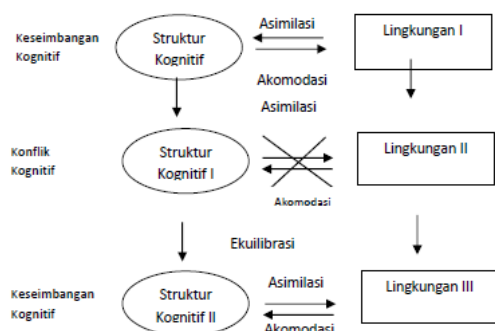 Keseimbangan
Kognitif
Struktur
Kognitif
Asimilasi
Akomodasi
Lingkungan I
Asimilasi
Konflik
Kognitif
Struktur
Kognitif I
Akomodasi
Lingkungan II
Ekuilibrasi
Keseimbangan
Kognitif
Struktur
Kognitif II
Asimilasi
Akomodasi
Lingkungan III